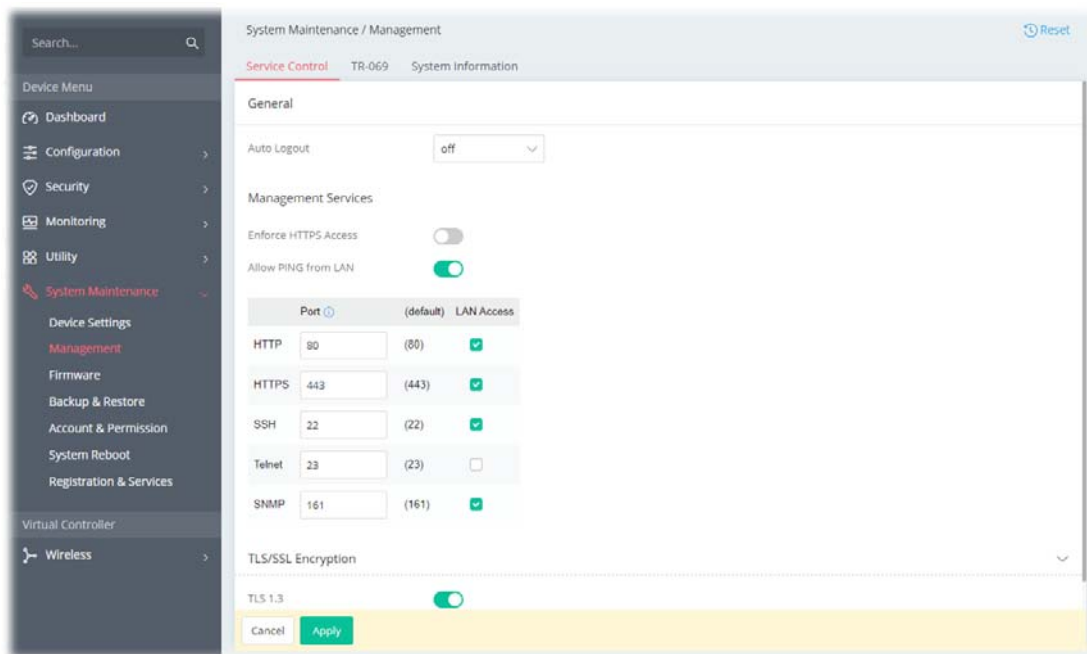 Search...
Device Menu
Dashboard
Configuration
Security
Monitoring
Utility
System Maintenance
Device Settings
Management
Firmware
Backup & Restore
Account & Permission
System Reboot
Registration & Services
Virtual Controller
Wireless
System Maintenance / Management
Reset
Service Control TR-069 System Information
General
Auto Logout off
Management Services
Enforce HTTPS Access
Allow PING from LAN
Port (default) LAN Access
HTTP 80 (80)
HTTPS 443 (443)
SSH 22 (22)
Telnet 23 (23)
SNMP 161 (161)
TLS/SSL Encryption
TLS 1.3
Cancel Apply